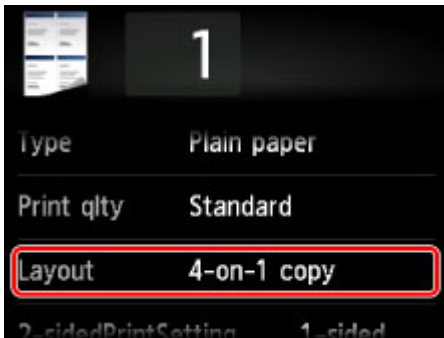 1
Type Plain paper
Print qlty Standard
Layout 4-on-1 copy
2-sidedPrintSetting 1-sided